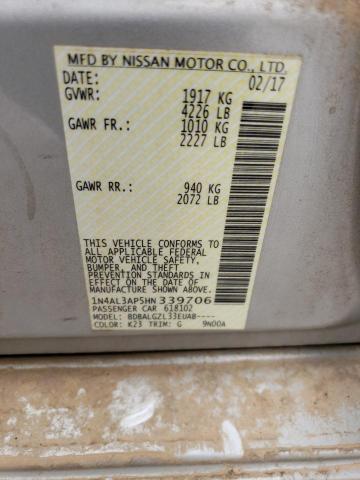 MFD BY NISSAN MOTOR CO., LTD.
DATE: 02/17
GVWR: 1917 KG
4226 LB
GAWR FR.: 1010 KG
2227 LB
GAWR RR.: 940 KG
2072 LB
THIS VEHICLE CONFORMS TO
ALL APPLICABLE FEDERAL
MOTOR VEHICLE SAFETY,
BUMPER, AND THEFT
PREVENTION STANDARDS IN
EFFECT ON THE DATE OF
MANUFACTURE SHOWN ABOVE.
1N4AL3AP5HN339706
PASSENGER CAR 618102
MODEL: BDBALGZL33EUAB----
COLOR: K23 TRIM: G 9N00A